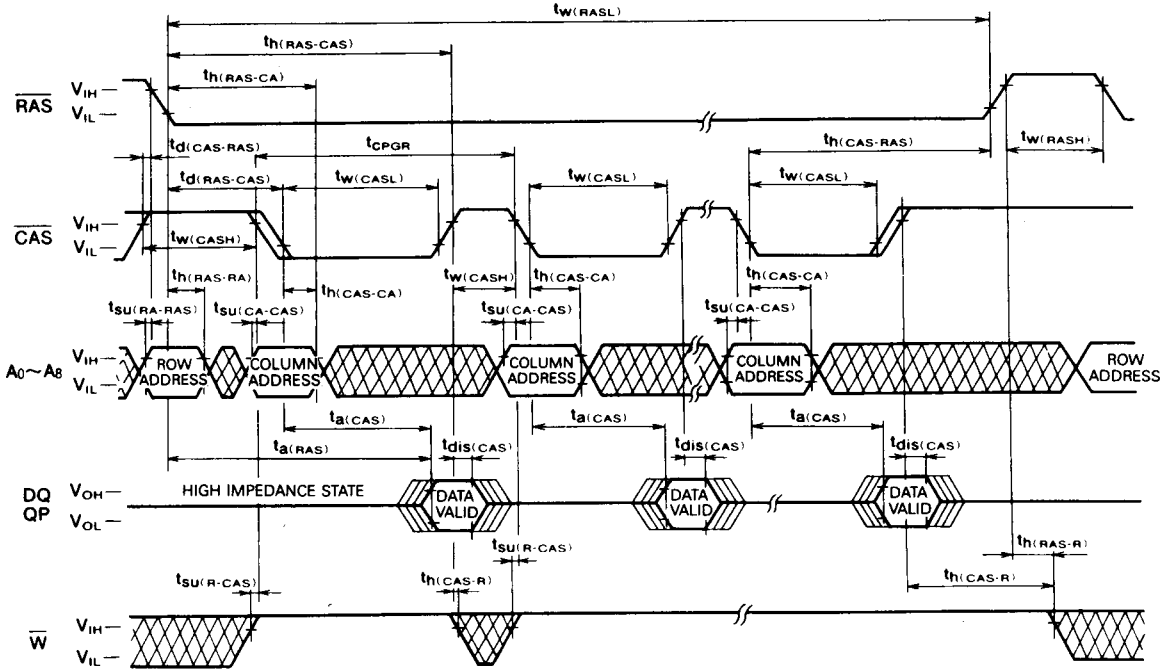 tW(RASL)
th(RAS-CAS)
th(RAS-CA)
RAS
VIH
VIL
td(CAS-RAS)
tCPGR
th(CAS-RAS)
tW(RASH)
td(RAS-CAS)
tW(CASL)
tW(CASL)
tW(CASL)
CAS
VIH
VIL
tW(CASH)
th(RAS-RA)
th(CAS-CA)
tW(CASH)
th(CAS-CA)
th(CAS-CA)
tsu(RA-RAS)
tsu(CA-CAS)
tsu(CA-CAS)
tsu(CA-CAS)
A0~A8
VIH
VIL
ROW ADDRESS
COLUMN ADDRESS
COLUMN ADDRESS
COLUMN ADDRESS
ROW ADDRESS
ta(CAS)
ta(CAS)
ta(CAS)
ta(RAS)
tdis(CAS)
tdis(CAS)
tdis(CAS)
DQ
QP
VOH
VOL
HIGH IMPEDANCE STATE
DATA VALID
DATA VALID
DATA VALID
tsu(R-CAS)
th(RAS-R)
tsu(R-CAS)
th(CAS-R)
th(CAS-R)
W
VIH
VIL